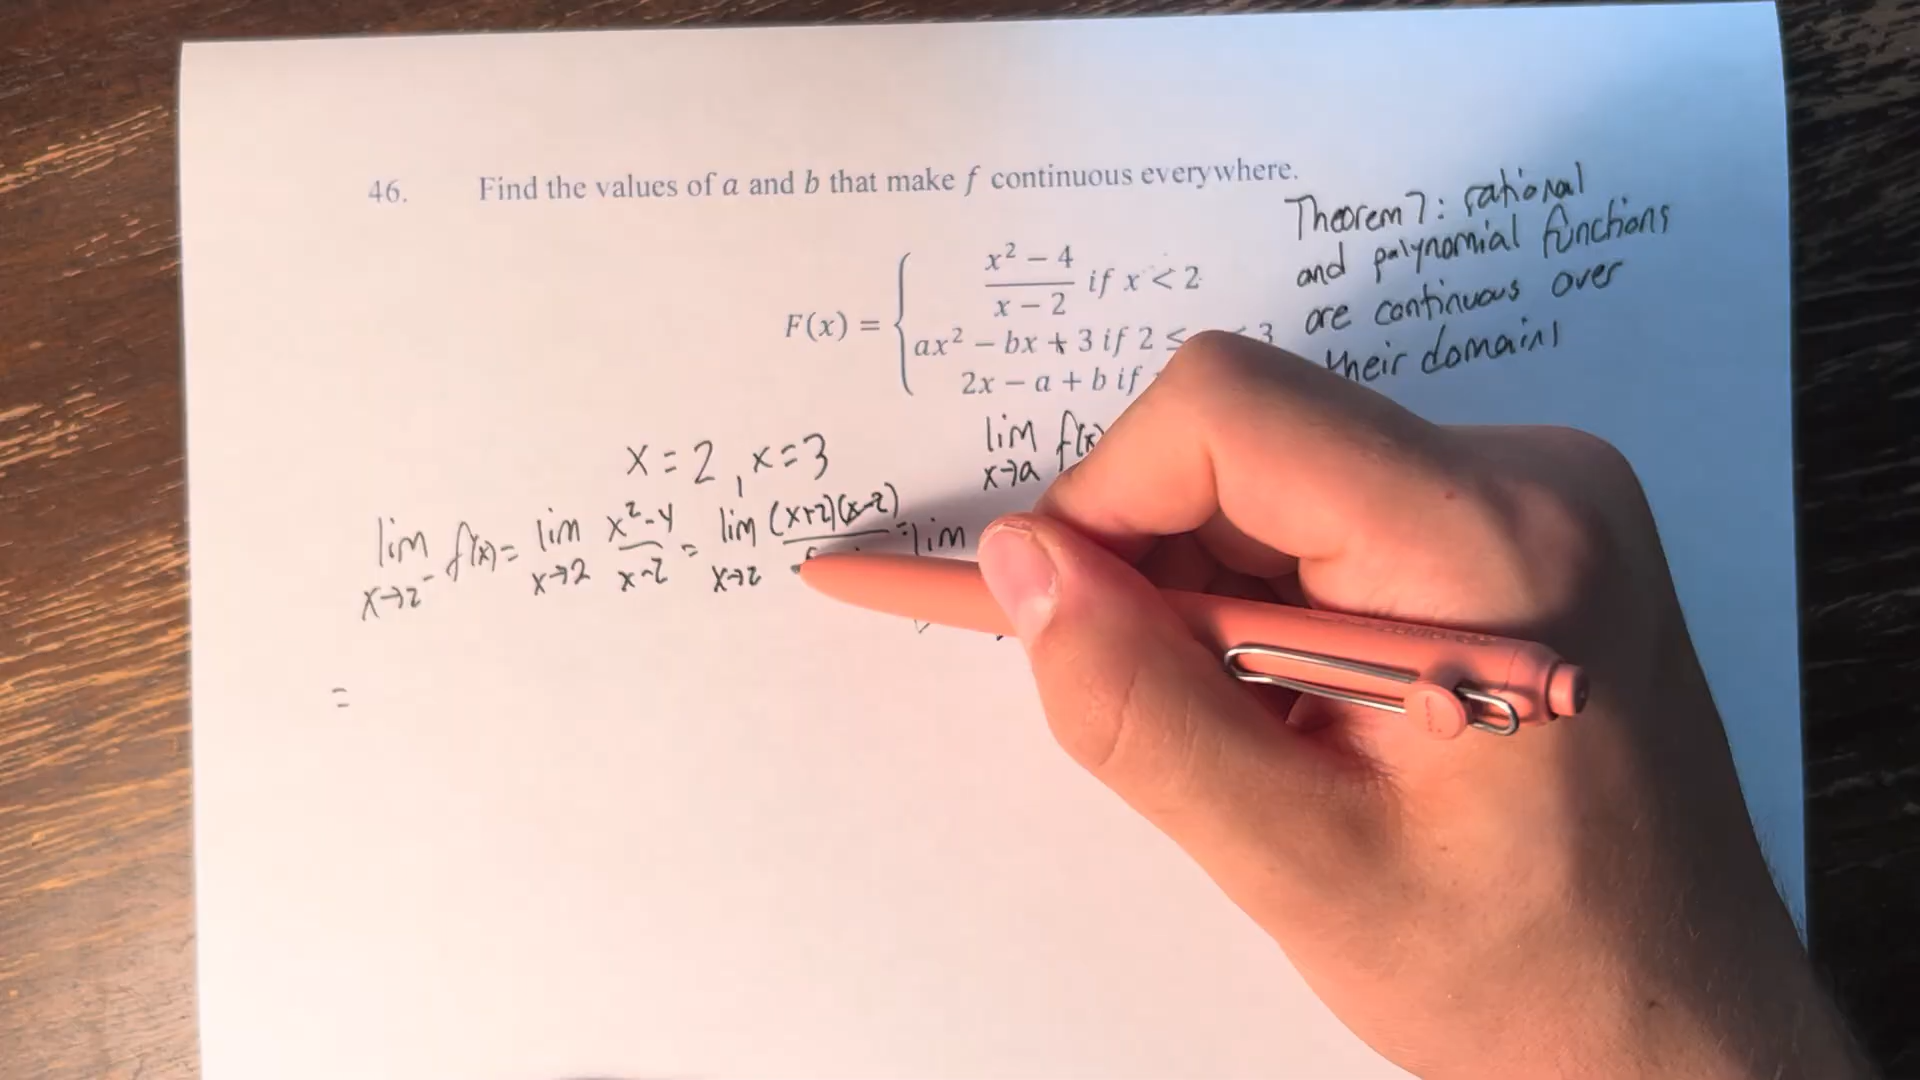 46. Find the values of a and b that make f continuous everywhere.
Theorem 7: rational
and polynomial functions
are continuous over
their domains
F(x) = {
x² − 4
x − 2
if x < 2
ax² − bx + 3 if 2 ≤ < 3
2x − a + b if
x = 2, x = 3
lim f(x)
x→a
lim f(x) = lim x²-4 = lim (x+2)(x-2) = lim
x→2⁻ x→2 x-2 x→2
=